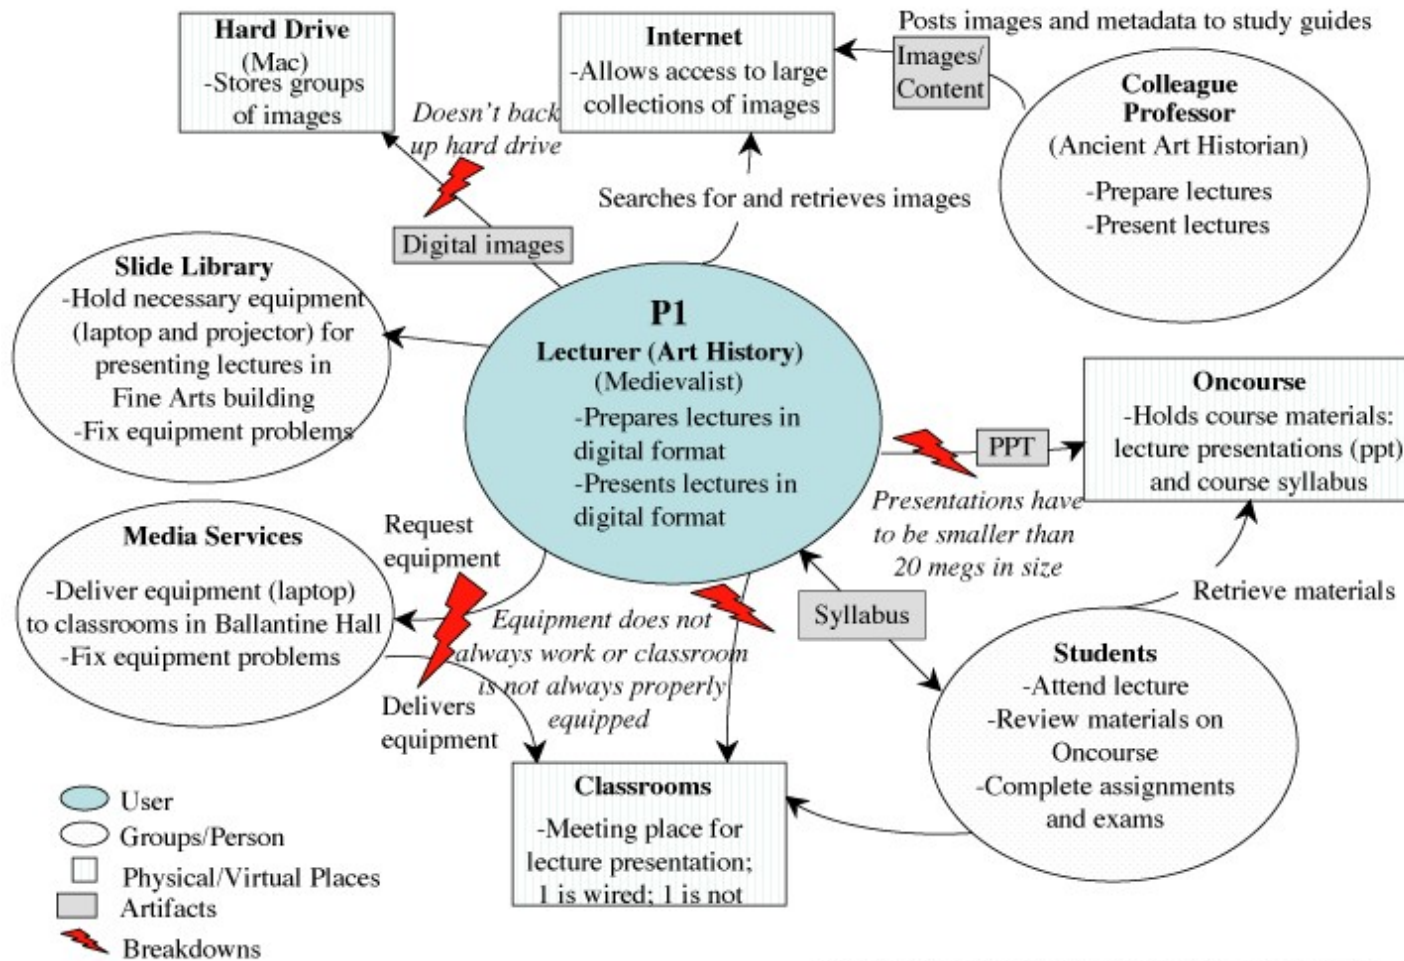 Hard Drive
(Mac)
-Stores groups
of images
Internet
-Allows access to large
collections of images
Posts images and metadata to study guides
Images/
Content
Colleague
Professor
(Ancient Art Historian)
-Prepare lectures
-Present lectures
Doesn't back
up hard drive
Digital images
Searches for and retrieves images
Slide Library
-Hold necessary equipment
(laptop and projector) for
presenting lectures in
Fine Arts building
-Fix equipment problems
P1
Lecturer (Art History)
(Medievalist)
-Prepares lectures in
digital format
-Presents lectures in
digital format
PPT
Oncourse
-Holds course materials:
lecture presentations (ppt)
and course syllabus
Presentations have
to be smaller than
20 megs in size
Media Services
-Deliver equipment (laptop)
to classrooms in Ballantine Hall
-Fix equipment problems
Request
equipment
Equipment does not
always work or classroom
is not always properly
equipped
Delivers
equipment
Syllabus
Retrieve materials
Students
-Attend lecture
-Review materials on
Oncourse
-Complete assignments
and exams
Classrooms
-Meeting place for
lecture presentation;
1 is wired; 1 is not
User
Groups/Person
Physical/Virtual Places
Artifacts
Breakdowns